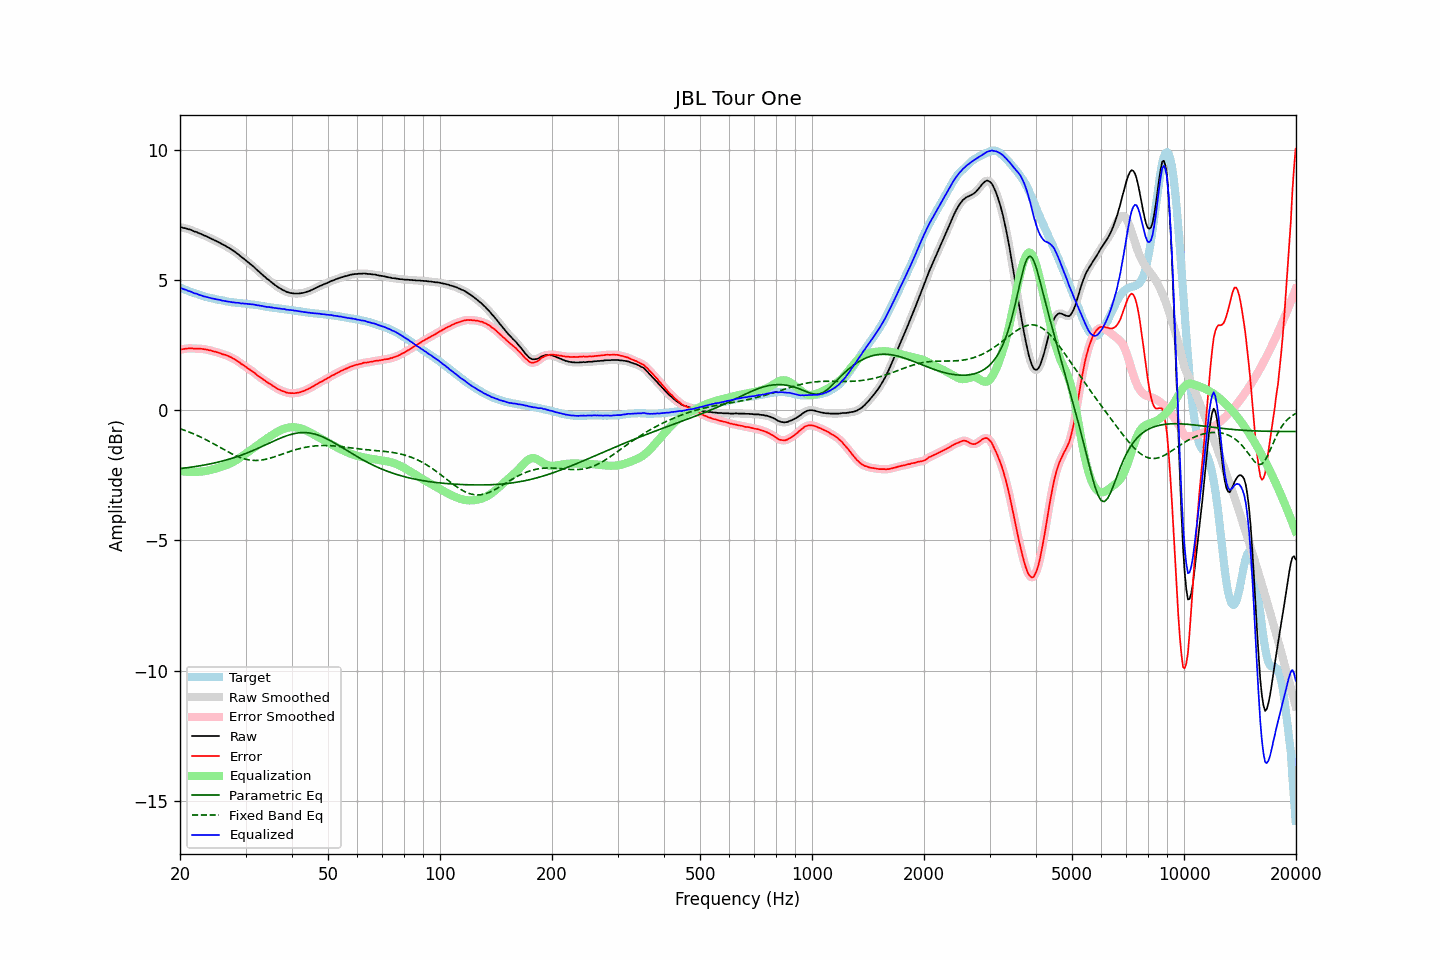 JBL Tour One
10
5
0
−5
−10
−15
Amplitude (dBr)
Target
Raw Smoothed
Error Smoothed
Raw
Error
Equalization
Parametric Eq
Fixed Band Eq
Equalized
20 50 100 200 500 1000 2000 5000 10000 20000
Frequency (Hz)